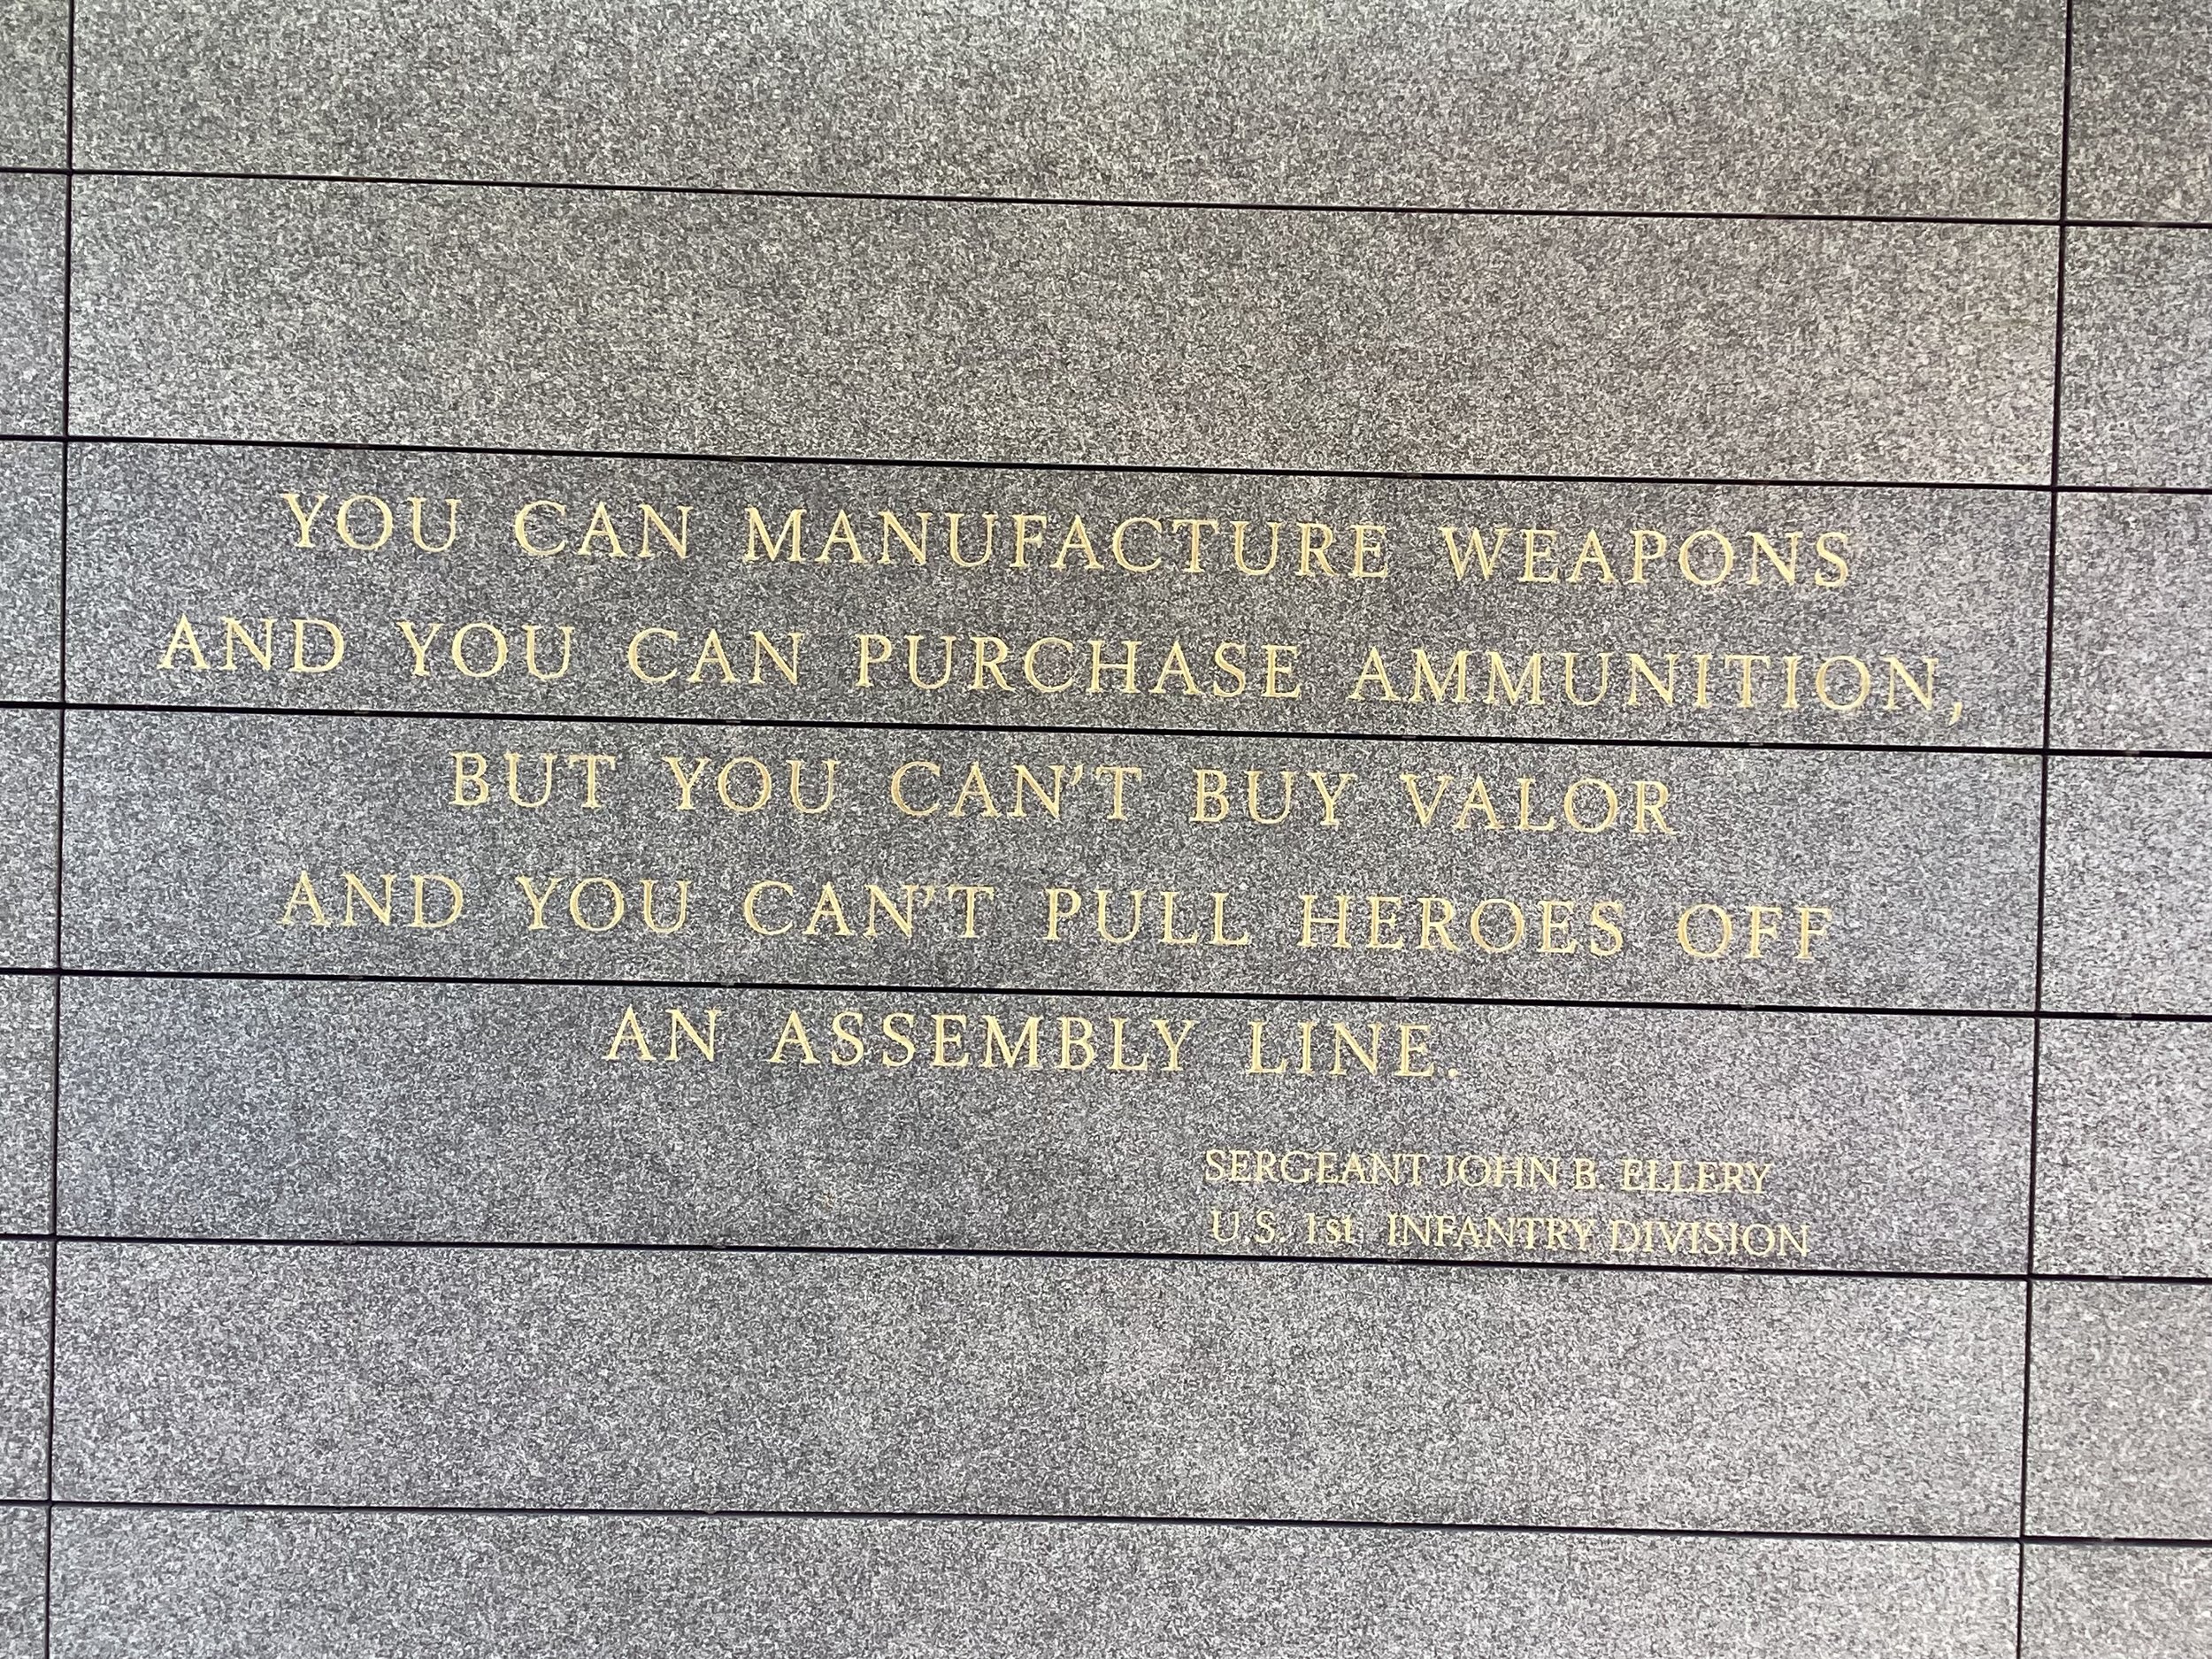 YOU CAN MANUFACTURE WEAPONS
AND YOU CAN PURCHASE AMMUNITION,
BUT YOU CAN'T BUY VALOR
AND YOU CAN'T PULL HEROES OFF
AN ASSEMBLY LINE.
SERGEANT JOHN B. ELLERY
U.S. 1st INFANTRY DIVISION